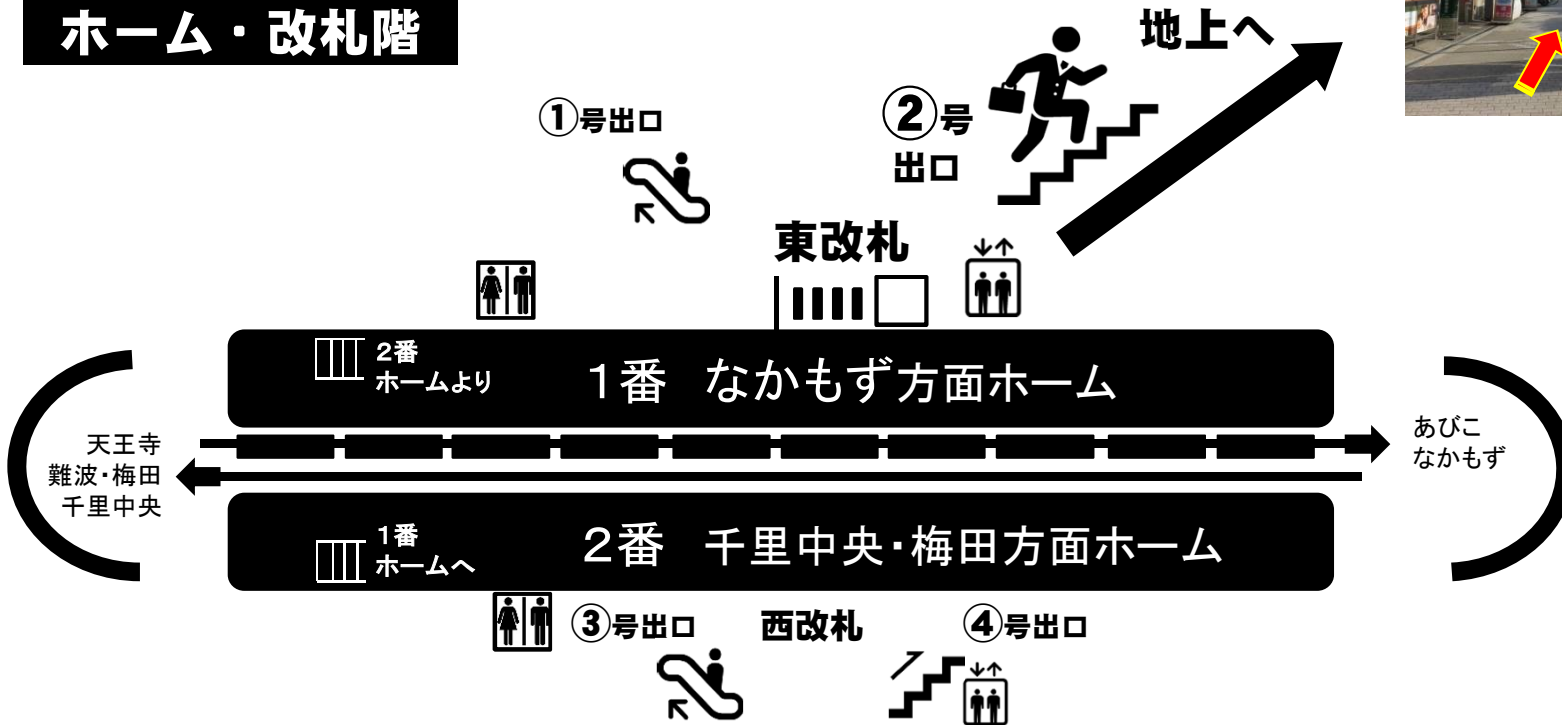 ホーム・改札階
地上へ
①号出口
②号
出口
東改札
2番
ホームより
1番 なかもず方面ホーム
天王寺
難波・梅田
千里中央
あびこ
なかもず
1番
ホームへ
2番 千里中央・梅田方面ホーム
③号出口
西改札
④号出口